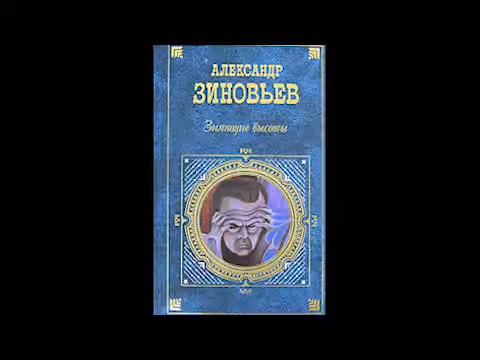 АЛЕКСАНДР
ЗИНОВЬЕВ
Зияющие высоты